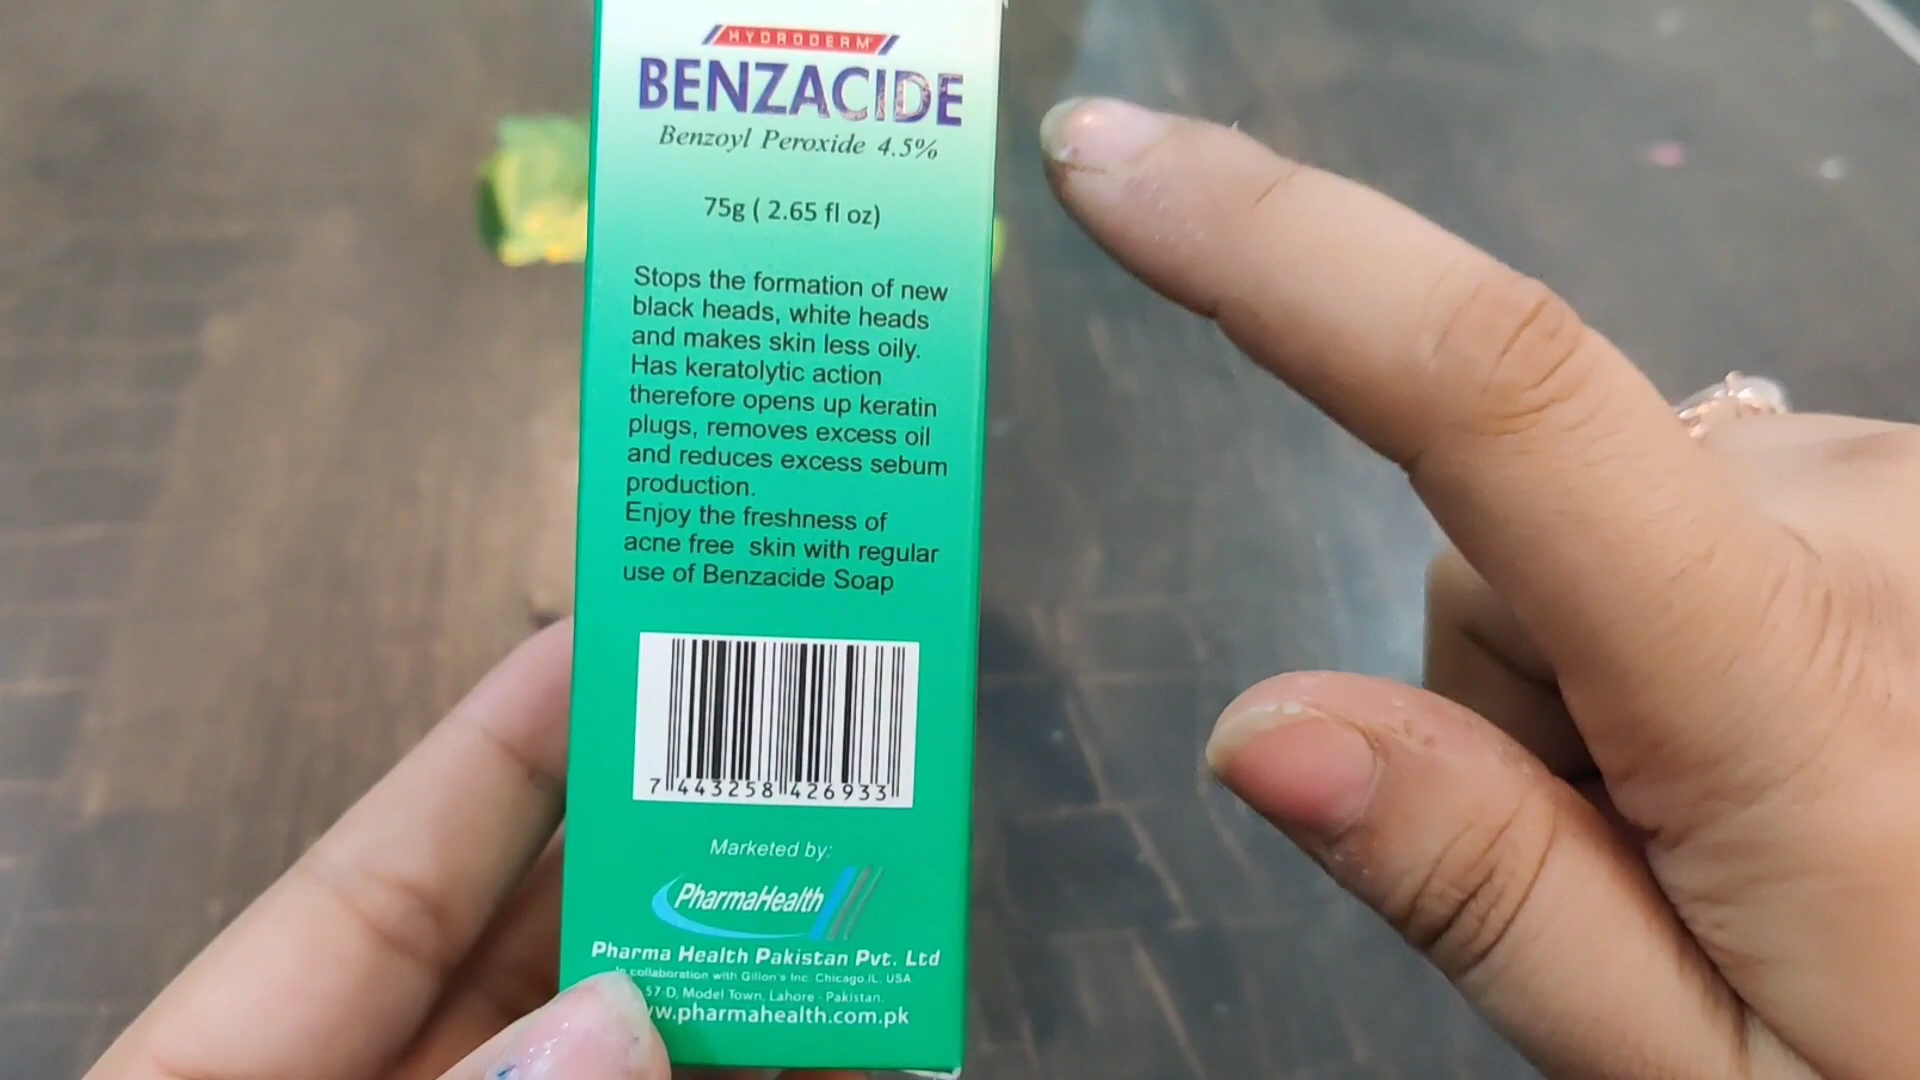 HYDRODERM
BENZACIDE
Benzoyl Peroxide 4.5%
75g ( 2.65 fl oz)
Stops the formation of new
black heads, white heads
and makes skin less oily.
Has keratolytic action
therefore opens up keratin
plugs, removes excess oil
and reduces excess sebum
production.
Enjoy the freshness of
acne free skin with regular
use of Benzacide Soap
7 443258 426933
Marketed by:
PharmaHealth
Pharma Health Pakistan Pvt. Ltd
collaboration with Gillon's Inc. Chicago,IL. USA
57-D, Model Town, Lahore - Pakistan.
w.pharmahealth.com.pk